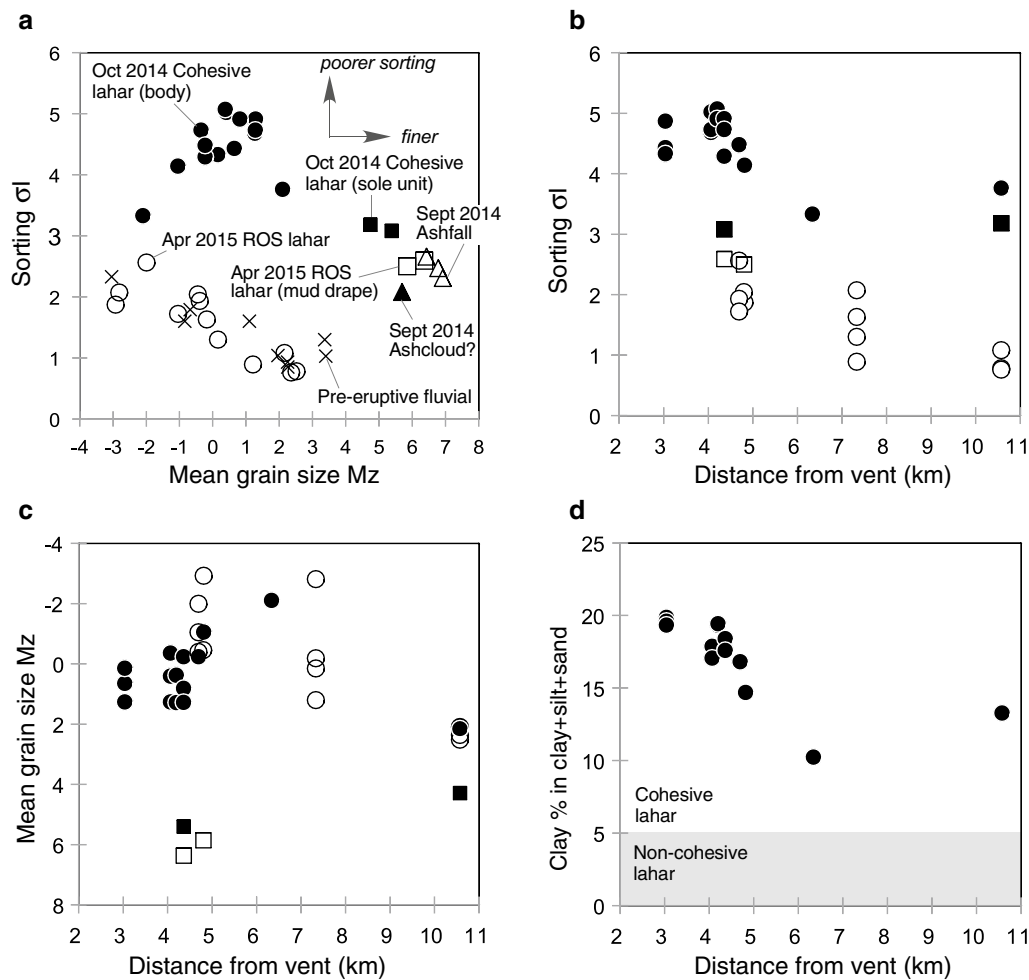 a
6
5
4
3
2
1
0
Sorting σI
Oct 2014 Cohesive
lahar (body)
poorer sorting
finer
Oct 2014 Cohesive
lahar (sole unit)
Sept 2014
Ashfall
Apr 2015 ROS lahar
Apr 2015 ROS
lahar (mud drape)
Sept 2014
Ashcloud?
Pre-eruptive fluvial
-4 -3 -2 -1 0 1 2 3 4 5 6 7 8
Mean grain size Mz
b
6
5
4
3
2
1
0
Sorting σI
2 3 4 5 6 7 8 9 10 11
Distance from vent (km)
c
-4
-2
0
2
4
6
8
Mean grain size Mz
2 3 4 5 6 7 8 9 10 11
Distance from vent (km)
d
25
20
15
10
5
0
Clay % in clay+silt+sand
Cohesive
lahar
Non-cohesive
lahar
2 3 4 5 6 7 8 9 10 11
Distance from vent (km)